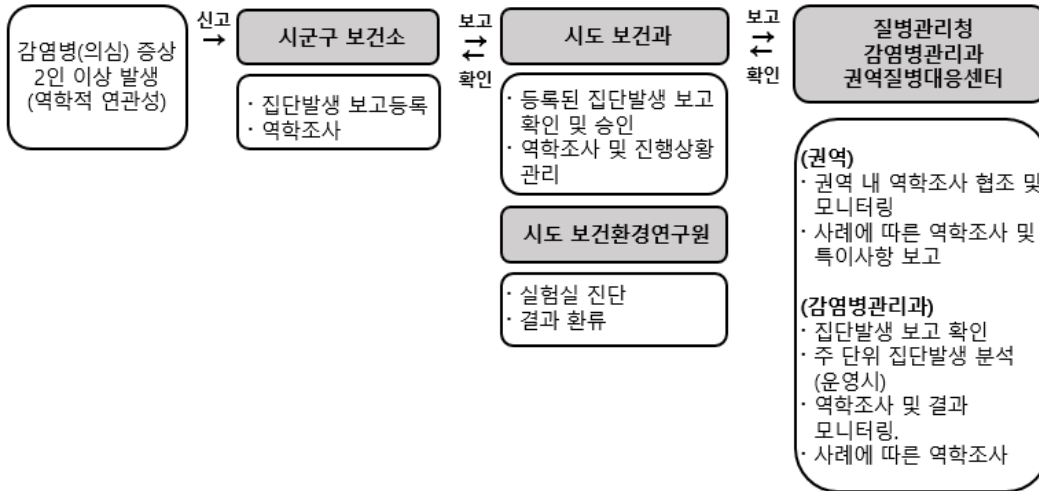 감염병(의심) 증상
2인 이상 발생
(역학적 연관성)
신고
→
시군구 보건소
· 집단발생 보고등록
· 역학조사
보고
→
←
확인
시도 보건과
· 등록된 집단발생 보고
확인 및 승인
· 역학조사 및 진행상황
관리
시도 보건환경연구원
· 실험실 진단
· 결과 환류
보고
→
←
확인
질병관리청
감염병관리과
권역질병대응센터
(권역)
· 권역 내 역학조사 협조 및
모니터링
· 사례에 따른 역학조사 및
특이사항 보고
(감염병관리과)
· 집단발생 보고 확인
· 주 단위 집단발생 분석
(운영시)
· 역학조사 및 결과
모니터링.
· 사례에 따른 역학조사